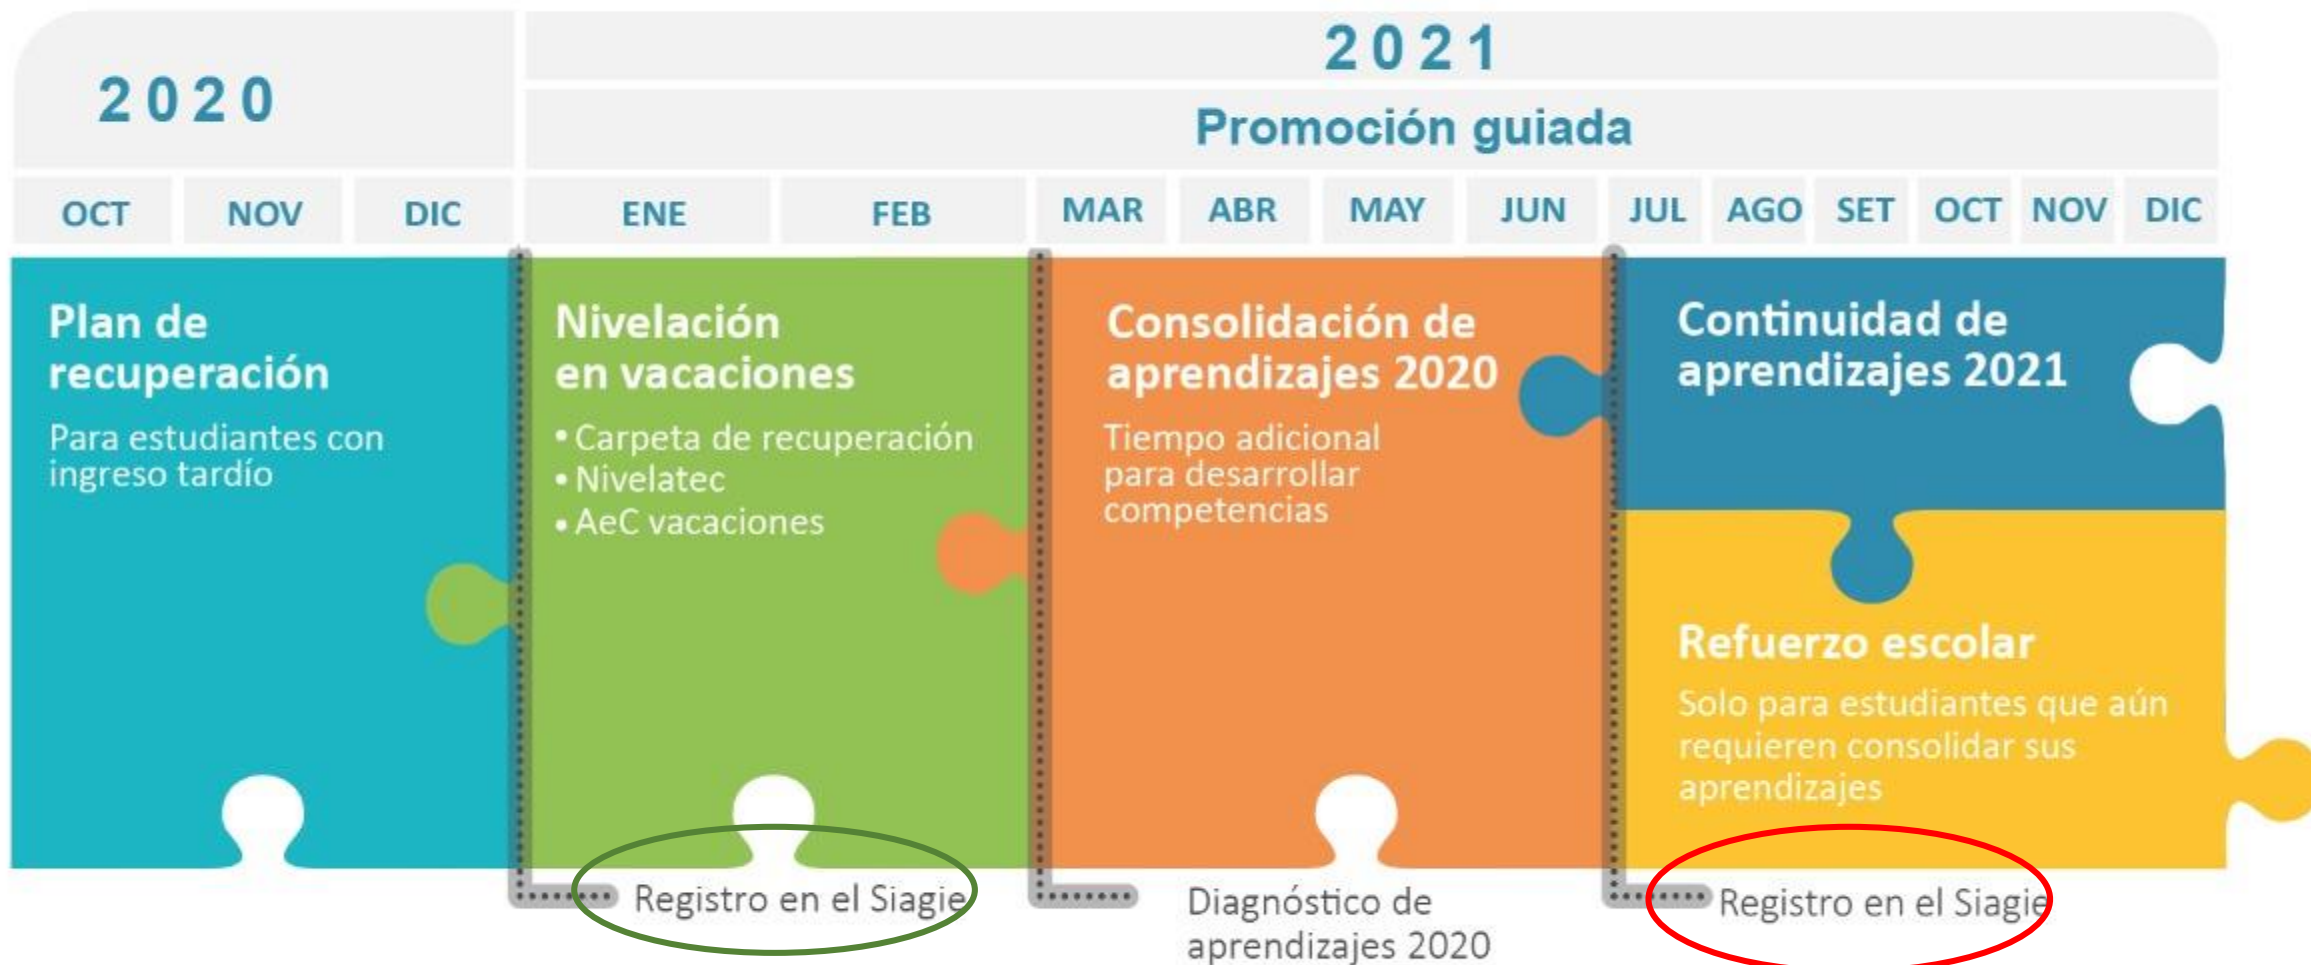 2020
2021
Promoción guiada
OCT NOV DIC ENE FEB MAR ABR MAY JUN JUL AGO SET OCT NOV DIC
Plan de
recuperación
Para estudiantes con
ingreso tardío
Nivelación
en vacaciones
• Carpeta de recuperación
• Nivelatec
• AeC vacaciones
Consolidación de
aprendizajes 2020
Tiempo adicional
para desarrollar
competencias
Continuidad de
aprendizajes 2021
Refuerzo escolar
Solo para estudiantes que aún
requieren consolidar sus
aprendizajes
Registro en el Siagie
Diagnóstico de
aprendizajes 2020
Registro en el Siagie